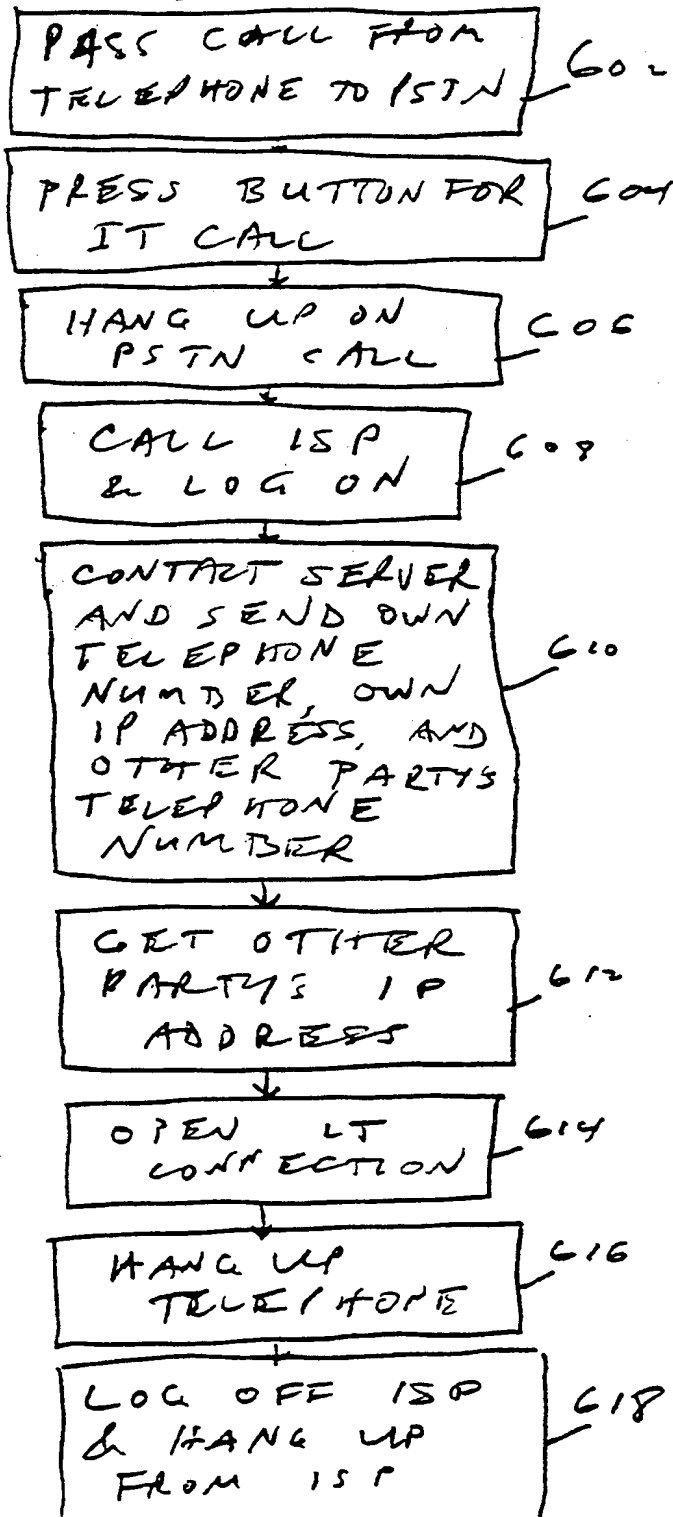 PASS CALL FROM
TELEPHONE TO PSTN
602
PRESS BUTTON FOR
IT CALL
604
HANG UP ON
PSTN CALL
606
CALL ISP
& LOG ON
608
CONTACT SERVER
AND SEND OWN
TELEPHONE
NUMBER, OWN
IP ADDRESS, AND
OTHER PARTY'S
TELEPHONE
NUMBER
610
GET OTHER
PARTY'S IP
ADDRESS
612
OPEN IT
CONNECTION
614
HANG UP
TELEPHONE
616
LOG OFF ISP
& HANG UP
FROM ISP
618